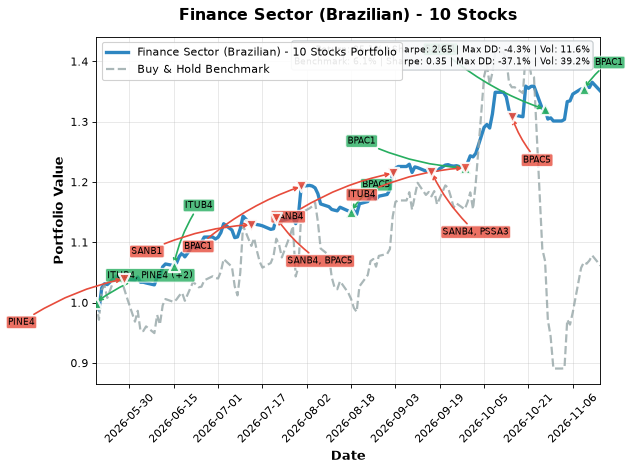 Finance Sector (Brazilian) - 10 Stocks
Finance Sector (Brazilian) - 10 Stocks Portfolio
Buy & Hold Benchmark
arpe: 2.65 | Max DD: -4.3% | Vol: 11.6%
Sharpe: 0.35 | Max DD: -37.1% | Vol: 39.2%
BPAC1
BPAC1
BPAC5
BPAC5
ITUB4
ITUB4
SANB4
SANB1
BPAC1
SANB4, BPAC5
SANB4, PSSA3
ITUB4, PINE4 (+2)
PINE4
Portfolio Value
1.4
1.3
1.2
1.1
1.0
0.9
2026-05-30
2026-06-15
2026-07-01
2026-07-17
2026-08-02
2026-08-18
2026-09-03
2026-09-19
2026-10-05
2026-10-21
2026-11-06
Date